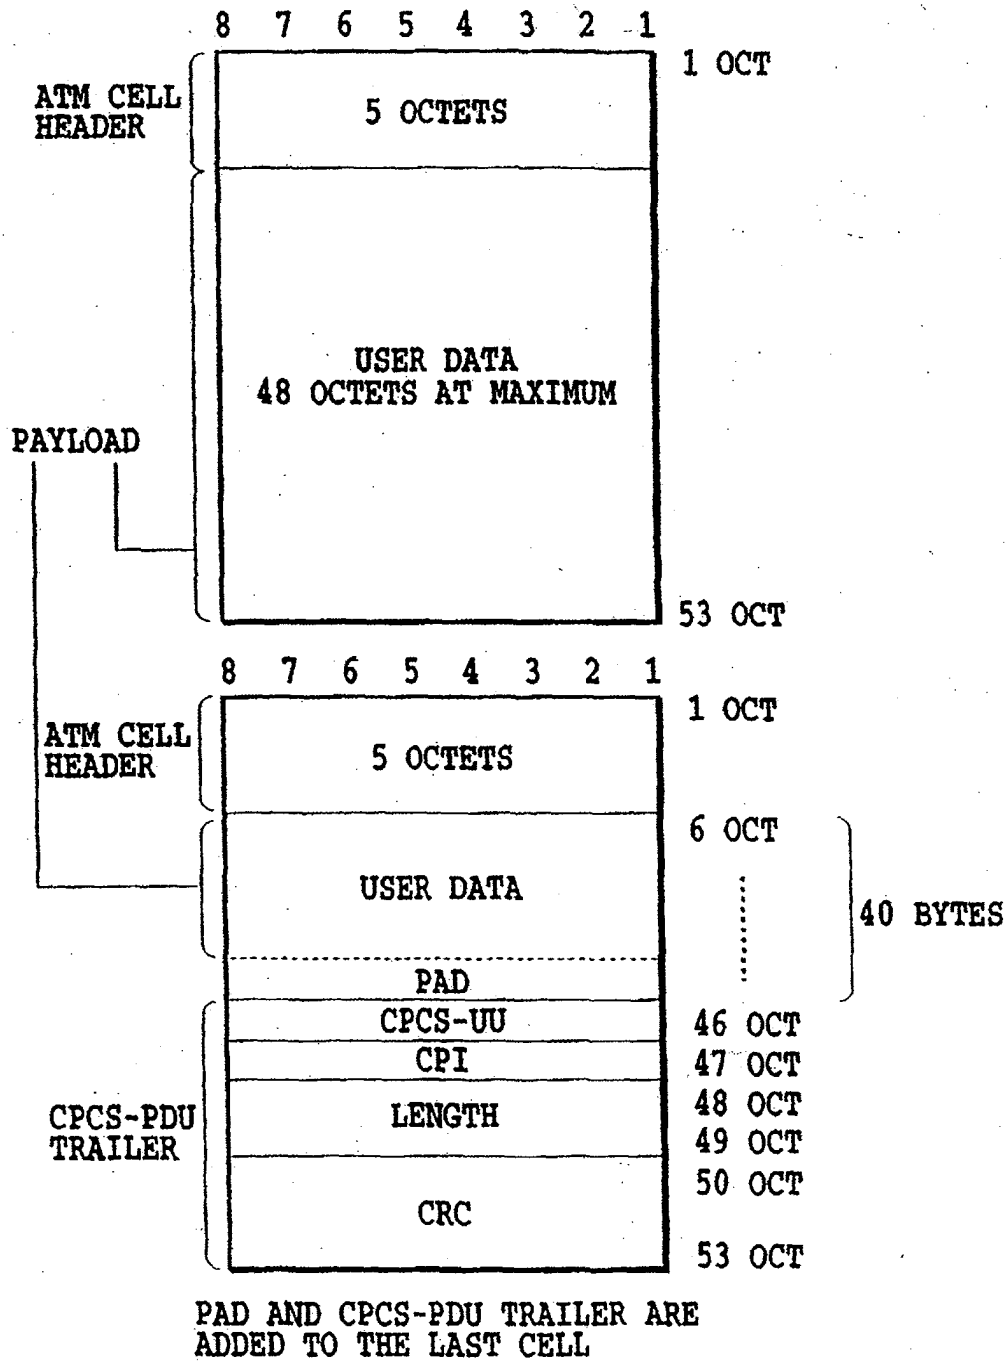 8 7 6 5 4 3 2 1
1 OCT
ATM CELL
HEADER
5 OCTETS
USER DATA
48 OCTETS AT MAXIMUM
PAYLOAD
53 OCT
8 7 6 5 4 3 2 1
1 OCT
ATM CELL
HEADER
5 OCTETS
6 OCT
USER DATA
40 BYTES
PAD
CPCS-UU
46 OCT
CPI
47 OCT
CPCS-PDU
TRAILER
LENGTH
48 OCT
49 OCT
50 OCT
CRC
53 OCT
PAD AND CPCS-PDU TRAILER ARE
ADDED TO THE LAST CELL